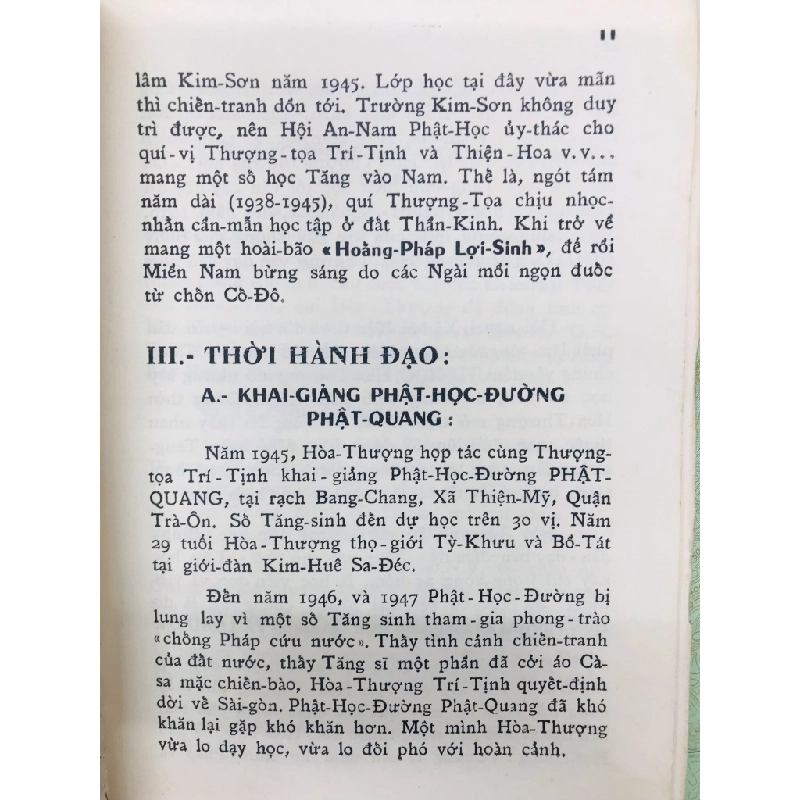 11
lâm Kim-Sơn năm 1945. Lớp học tại đây vừa mãn
thì chiến-tranh dồn tới. Trường Kim-Sơn không duy
trì được, nên Hội An-Nam Phật-Học ủy-thác cho
quí-vị Thượng-tọa Trí-Tịnh và Thiện-Hoa v.v...
mang một số học Tăng vào Nam. Thế là, ngót tám
năm dài (1938-1945), quí Thượng-Tọa chịu nhọc-
nhằn cần-mẫn học tập ở đất Thần-Kinh. Khi trở về
mang một hoài-bão «Hoằng-Pháp Lợi-Sinh», để rồi
Miền Nam bừng sáng do các Ngài mồi ngọn đuốc
từ chốn Cố-Đô.
III.- THỜI HÀNH ĐẠO:
A.- KHAI-GIẢNG PHẬT-HỌC-ĐƯỜNG
PHẬT-QUANG:
Năm 1945, Hòa-Thượng hợp tác cùng Thượng-
tọa Trí-Tịnh khai-giảng Phật-Học-Đường PHẬT-
QUANG, tại rạch Bang-Chang, Xã Thiện-Mỹ, Quận
Trà-Ôn. Số Tăng-sinh đến dự học trên 30 vị. Năm
29 tuổi Hòa-Thượng thọ-giới Tỳ-Khưu và Bồ-Tát
tại giới-đàn Kim-Huê Sa-Đéc.
Đến năm 1946, và 1947 Phật-Học-Đường bị
lung lay vì một số Tăng sinh tham-gia phong-trào
«chống Pháp cứu nước». Thấy tình cảnh chiến-tranh
của đất nước, thấy Tăng sĩ một phần đã cởi áo Cà-
sa mặc chiến-bào, Hòa-Thượng Trí-Tịnh quyết-định
dời về Sài-gòn. Phật-Học-Đường Phật-Quang đã khó
khăn lại gặp khó khăn hơn. Một mình Hòa-Thượng
vừa lo dạy học, vừa lo đối phó với hoàn cảnh.